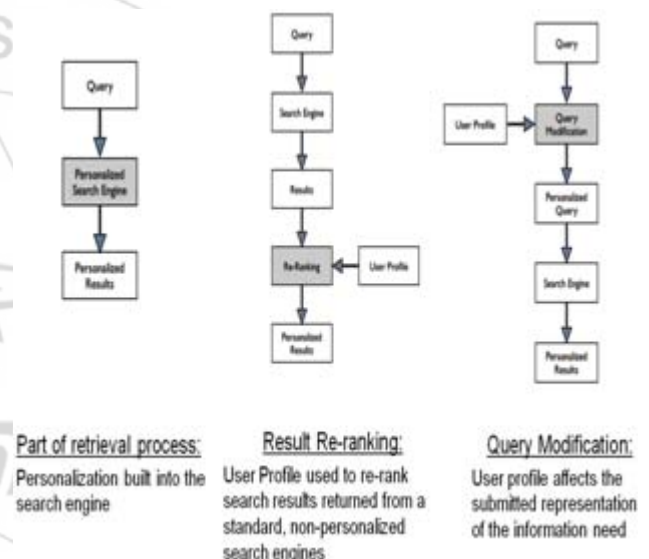 Query
Personalized
Search Engine
Personalized
Results
Query
Search Engine
Results
Re-Ranking
User Profile
Personalized
Results
Query
User Profile
Query
Modification
Personalized
Query
Search Engine
Personalized
Results
Part of retrieval process:
Personalization built into the
search engine
Result Re-ranking:
User Profile used to re-rank
search results returned from a
standard, non-personalized
search engines
Query Modification:
User profile affects the
submitted representation
of the information need